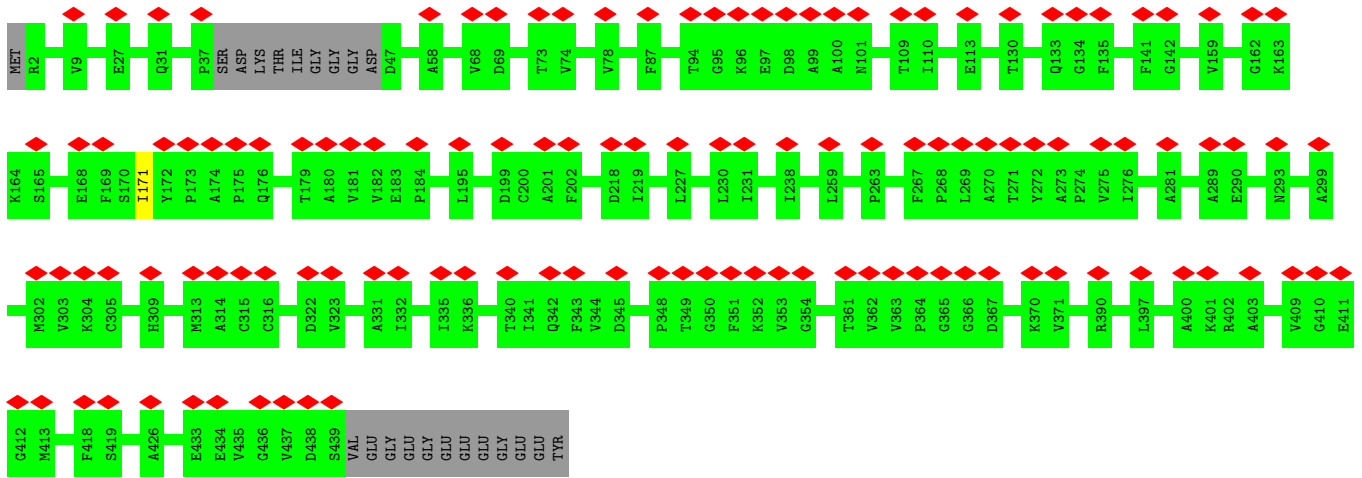 MET R2 V9 E27 Q31 P37 SER ASP LYS THR ILE GLY GLY GLY ASP D47 A58 V68 D69 T73 V74 V78 F87 T94 G95 K96 E97 D98 A99 A100 N101 T109 I110 E113 T130 Q133 G134 F135 F141 G142 V159 G162 K163
K164 S165 E168 F169 S170 I171 Y172 P173 A174 P175 Q176 T179 A180 V181 V182 E183 P184 L195 D199 C200 A201 F202 D218 I219 L227 L230 I231 I238 L259 P263 F267 P268 L269 A270 T271 Y272 A273 P274 V275 I276 A281 A289 E290 N293 A299
M302 V303 K304 C305 H309 M313 A314 C315 C316 D322 V323 A331 I332 I335 K336 T340 I341 Q342 F343 V344 D345 P348 T349 G350 F351 K352 V353 G354 T361 V362 V363 P364 G365 G366 D367 K370 V371 R390 L397 A400 K401 R402 A403 V409 G410 E411
G412 M413 F418 S419 A426 E433 E434 V435 G436 V437 D438 S439 VAL GLU GLY GLU GLY GLU GLU GLU GLY GLU GLU TYR